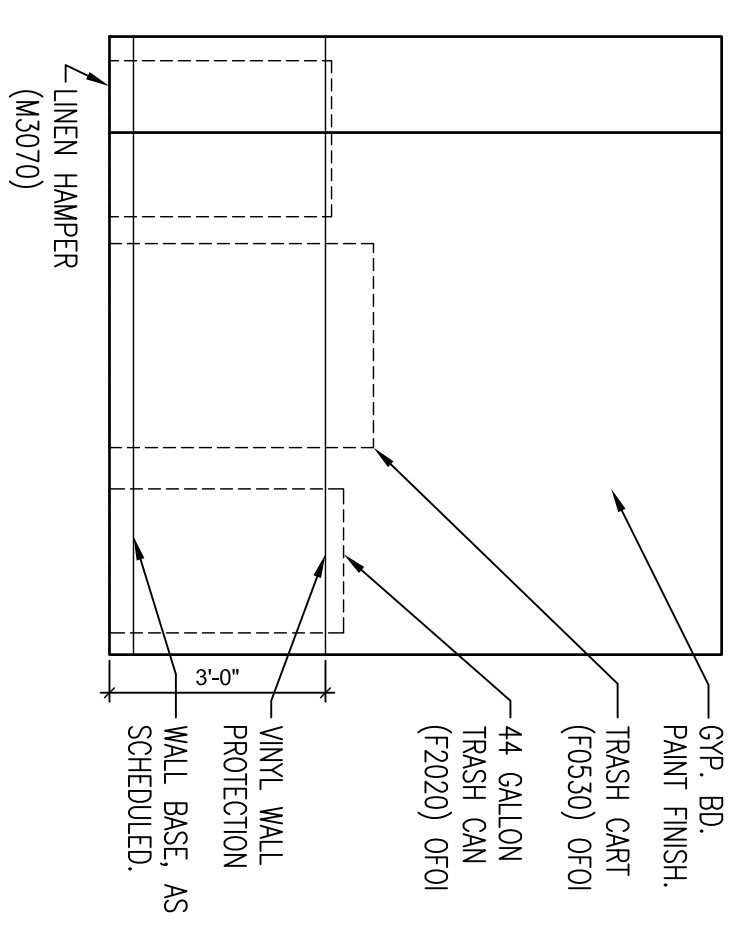 GYP. BD.
PAINT FINISH.
TRASH CART
(F0530) OFOI
44 GALLON
TRASH CAN
(F2020) OFOI
VINYL WALL
PROTECTION
WALL BASE, AS
SCHEDULED.
3'-0"
LINEN HAMPER
(M3070)